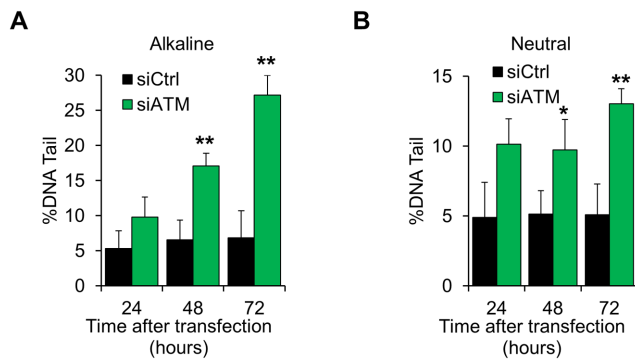 A
Alkaline
siCtrl
siATM
%DNA Tail
30
25
20
15
10
5
0
**
**
24 48 72
Time after transfection
(hours)
B
Neutral
siCtrl
siATM
%DNA Tail
15
10
5
0
*
**
24 48 72
Time after transfection
(hours)